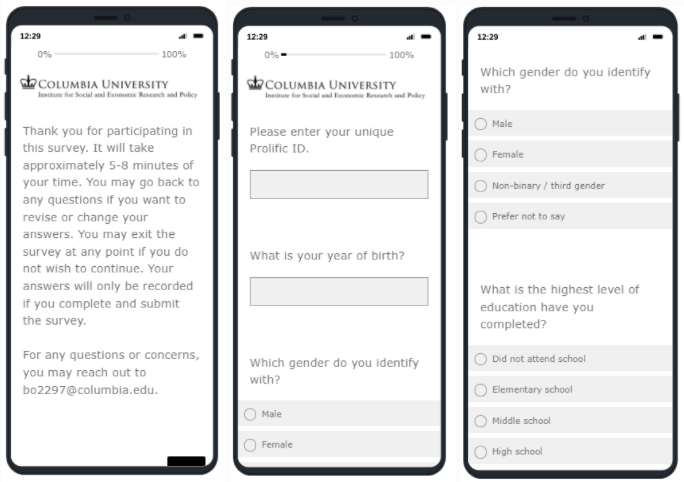 12:29
0%
100%
COLUMBIA UNIVERSITY
Institute for Social and Economic Research and Policy
Thank you for participating in
this survey. It will take
approximately 5-8 minutes of
your time. You may go back to
any questions if you want to
revise or change your
answers. You may exit the
survey at any point if you do
not wish to continue. Your
answers will only be recorded
if you complete and submit
the survey.
For any questions or concerns,
you may reach out to
bo2297@columbia.edu.
12:29
0%
100%
COLUMBIA UNIVERSITY
Institute for Social and Economic Research and Policy
Please enter your unique
Prolific ID.
What is your year of birth?
Which gender do you identify
with?
Male
Female
12:29
Which gender do you identify
with?
Male
Female
Non-binary / third gender
Prefer not to say
What is the highest level of
education have you
completed?
Did not attend school
Elementary school
Middle school
High school